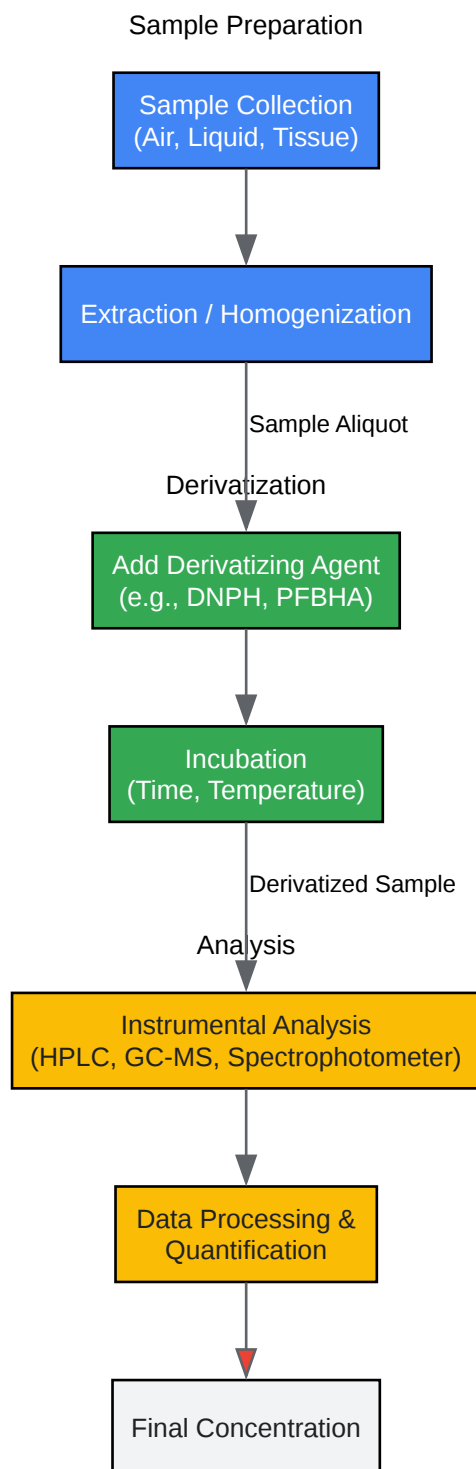 Sample Preparation
Sample Collection
(Air, Liquid, Tissue)
Extraction / Homogenization
Sample Aliquot
Derivatization
Add Derivatizing Agent
(e.g., DNPH, PFBHA)
Incubation
(Time, Temperature)
Derivatized Sample
Analysis
Instrumental Analysis
(HPLC, GC-MS, Spectrophotometer)
Data Processing &
Quantification
Final Concentration